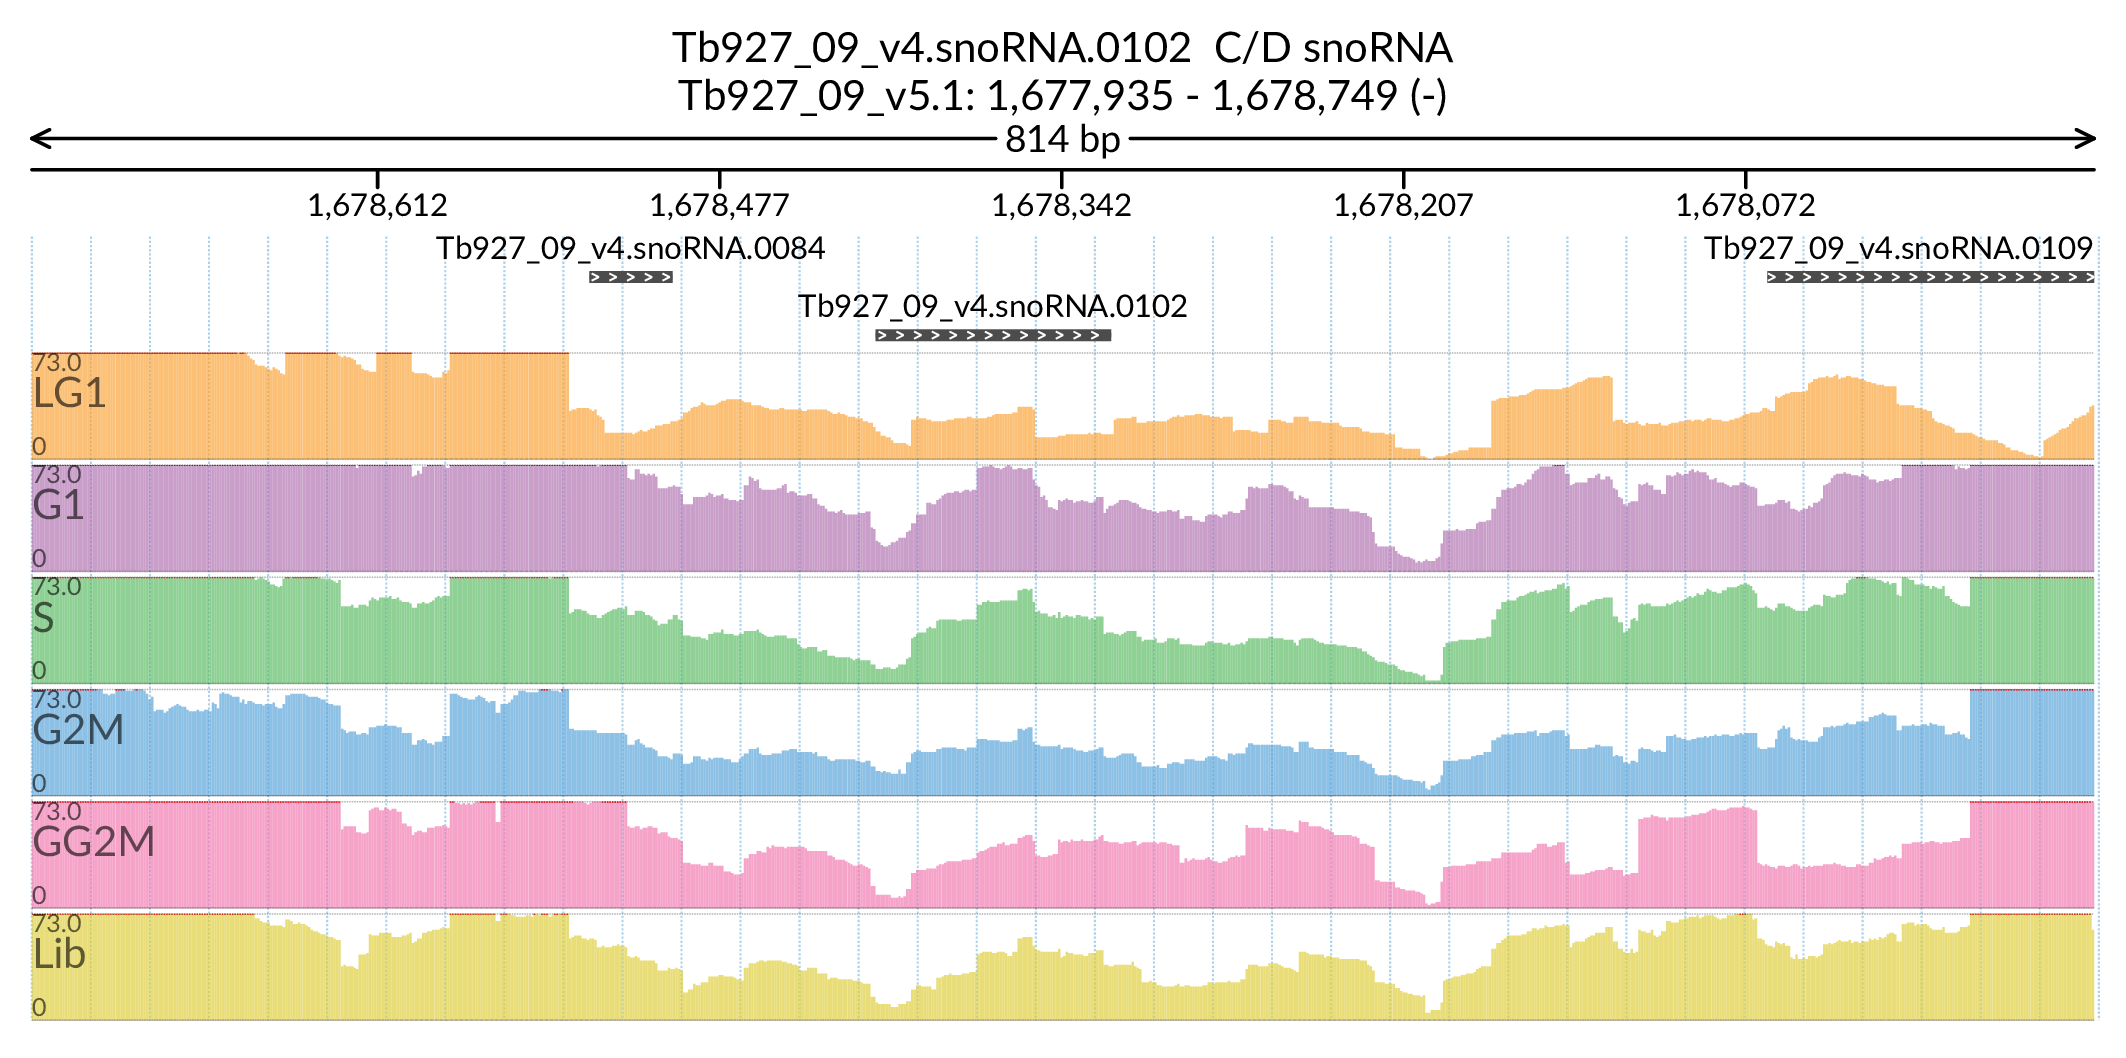 Tb927_09_v4.snoRNA.0102  C/D snoRNA
Tb927_09_v5.1: 1,677,935 - 1,678,749 (-)
814 bp
1,678,612 1,678,477 1,678,342 1,678,207 1,678,072
Tb927_09_v4.snoRNA.0084 Tb927_09_v4.snoRNA.0109
Tb927_09_v4.snoRNA.0102
73.0
LG1
0
73.0
G1
0
73.0
S
0
73.0
G2M
0
73.0
GG2M
0
73.0
Lib
0